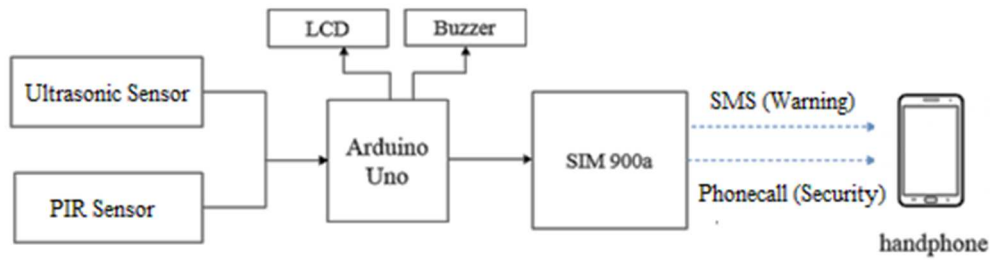 LCD
Buzzer
Ultrasonic Sensor
PIR Sensor
Arduino
Uno
SIM 900a
SMS (Warning)
Phonecall (Security)
handphone